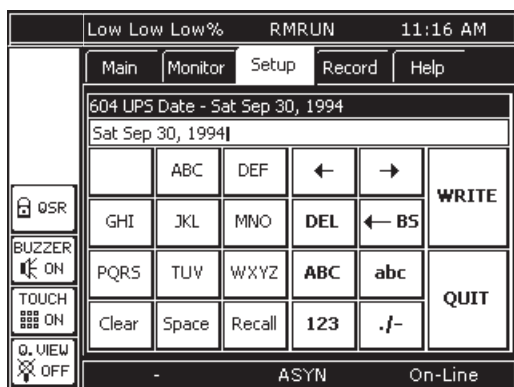 Low Low Low% RMRUN 11:16 AM
Main Monitor Setup Record Help
604 UPS Date - Sat Sep 30, 1994
Sat Sep 30, 1994
ABC DEF ← →
WRITE
QSR
GHI JKL MNO DEL ← BS
BUZZER
ON
PQRS TUV WXYZ ABC abc
QUIT
TOUCH
ON
Clear Space Recall 123 ./-
Q. VIEW
OFF
- ASYN On-Line